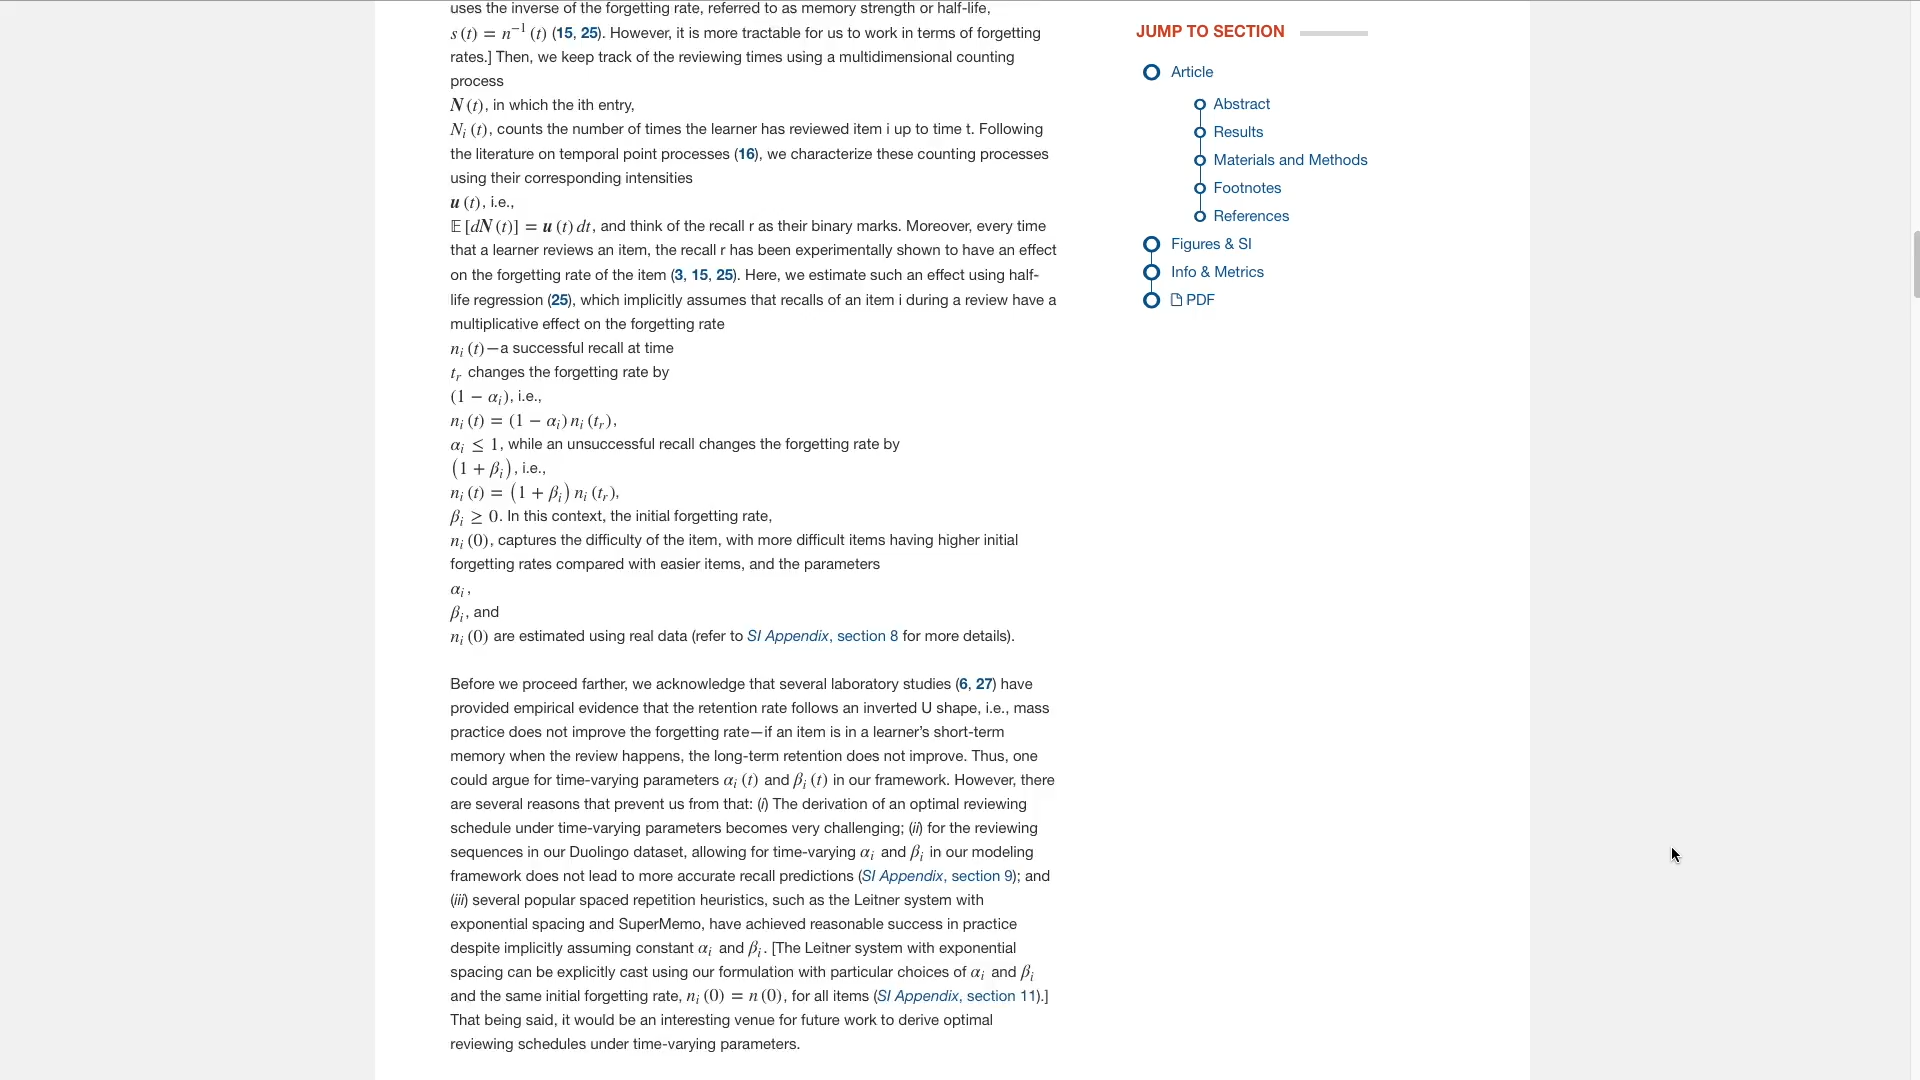 uses the inverse of the forgetting rate, referred to as memory strength or half-life,
s (t) = n⁻¹ (t) (15, 25). However, it is more tractable for us to work in terms of forgetting
rates.] Then, we keep track of the reviewing times using a multidimensional counting
process
N (t), in which the ith entry,
Nᵢ (t), counts the number of times the learner has reviewed item i up to time t. Following
the literature on temporal point processes (16), we characterize these counting processes
using their corresponding intensities
u (t), i.e.,
𝔼 [dN (t)] = u (t) dt, and think of the recall r as their binary marks. Moreover, every time
that a learner reviews an item, the recall r has been experimentally shown to have an effect
on the forgetting rate of the item (3, 15, 25). Here, we estimate such an effect using half-
life regression (25), which implicitly assumes that recalls of an item i during a review have a
multiplicative effect on the forgetting rate
nᵢ (t)—a successful recall at time
tᵣ changes the forgetting rate by
(1 − αᵢ), i.e.,
nᵢ (t) = (1 − αᵢ) nᵢ (tᵣ),
αᵢ ≤ 1, while an unsuccessful recall changes the forgetting rate by
(1 + βᵢ), i.e.,
nᵢ (t) = (1 + βᵢ) nᵢ (tᵣ),
βᵢ ≥ 0. In this context, the initial forgetting rate,
nᵢ (0), captures the difficulty of the item, with more difficult items having higher initial
forgetting rates compared with easier items, and the parameters
αᵢ,
βᵢ, and
nᵢ (0) are estimated using real data (refer to SI Appendix, section 8 for more details).
Before we proceed farther, we acknowledge that several laboratory studies (6, 27) have
provided empirical evidence that the retention rate follows an inverted U shape, i.e., mass
practice does not improve the forgetting rate—if an item is in a learner’s short-term
memory when the review happens, the long-term retention does not improve. Thus, one
could argue for time-varying parameters αᵢ (t) and βᵢ (t) in our framework. However, there
are several reasons that prevent us from that: (i) The derivation of an optimal reviewing
schedule under time-varying parameters becomes very challenging; (ii) for the reviewing
sequences in our Duolingo dataset, allowing for time-varying αᵢ and βᵢ in our modeling
framework does not lead to more accurate recall predictions (SI Appendix, section 9); and
(iii) several popular spaced repetition heuristics, such as the Leitner system with
exponential spacing and SuperMemo, have achieved reasonable success in practice
despite implicitly assuming constant αᵢ and βᵢ. [The Leitner system with exponential
spacing can be explicitly cast using our formulation with particular choices of αᵢ and βᵢ
and the same initial forgetting rate, nᵢ (0) = n (0), for all items (SI Appendix, section 11).]
That being said, it would be an interesting venue for future work to derive optimal
reviewing schedules under time-varying parameters.
JUMP TO SECTION
Article
Abstract
Results
Materials and Methods
Footnotes
References
Figures & SI
Info & Metrics
PDF